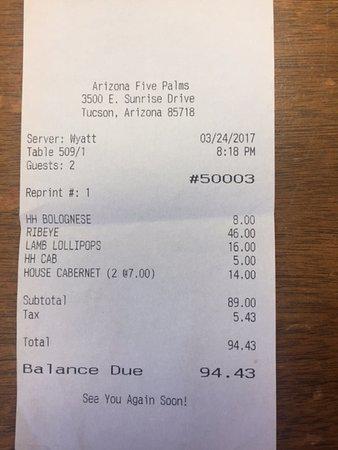 Arizona Five Palms
3500 E. Sunrise Drive
Tucson, Arizona 85718
Server: Wyatt 03/24/2017
Table 509/1 8:18 PM
Guests: 2
#50003
Reprint #: 1
HH BOLOGNESE 8.00
RIBEYE 46.00
LAMB LOLLIPOPS 16.00
HH CAB 5.00
HOUSE CABERNET (2 @7.00) 14.00
Subtotal 89.00
Tax 5.43
Total 94.43
Balance Due 94.43
See You Again Soon!